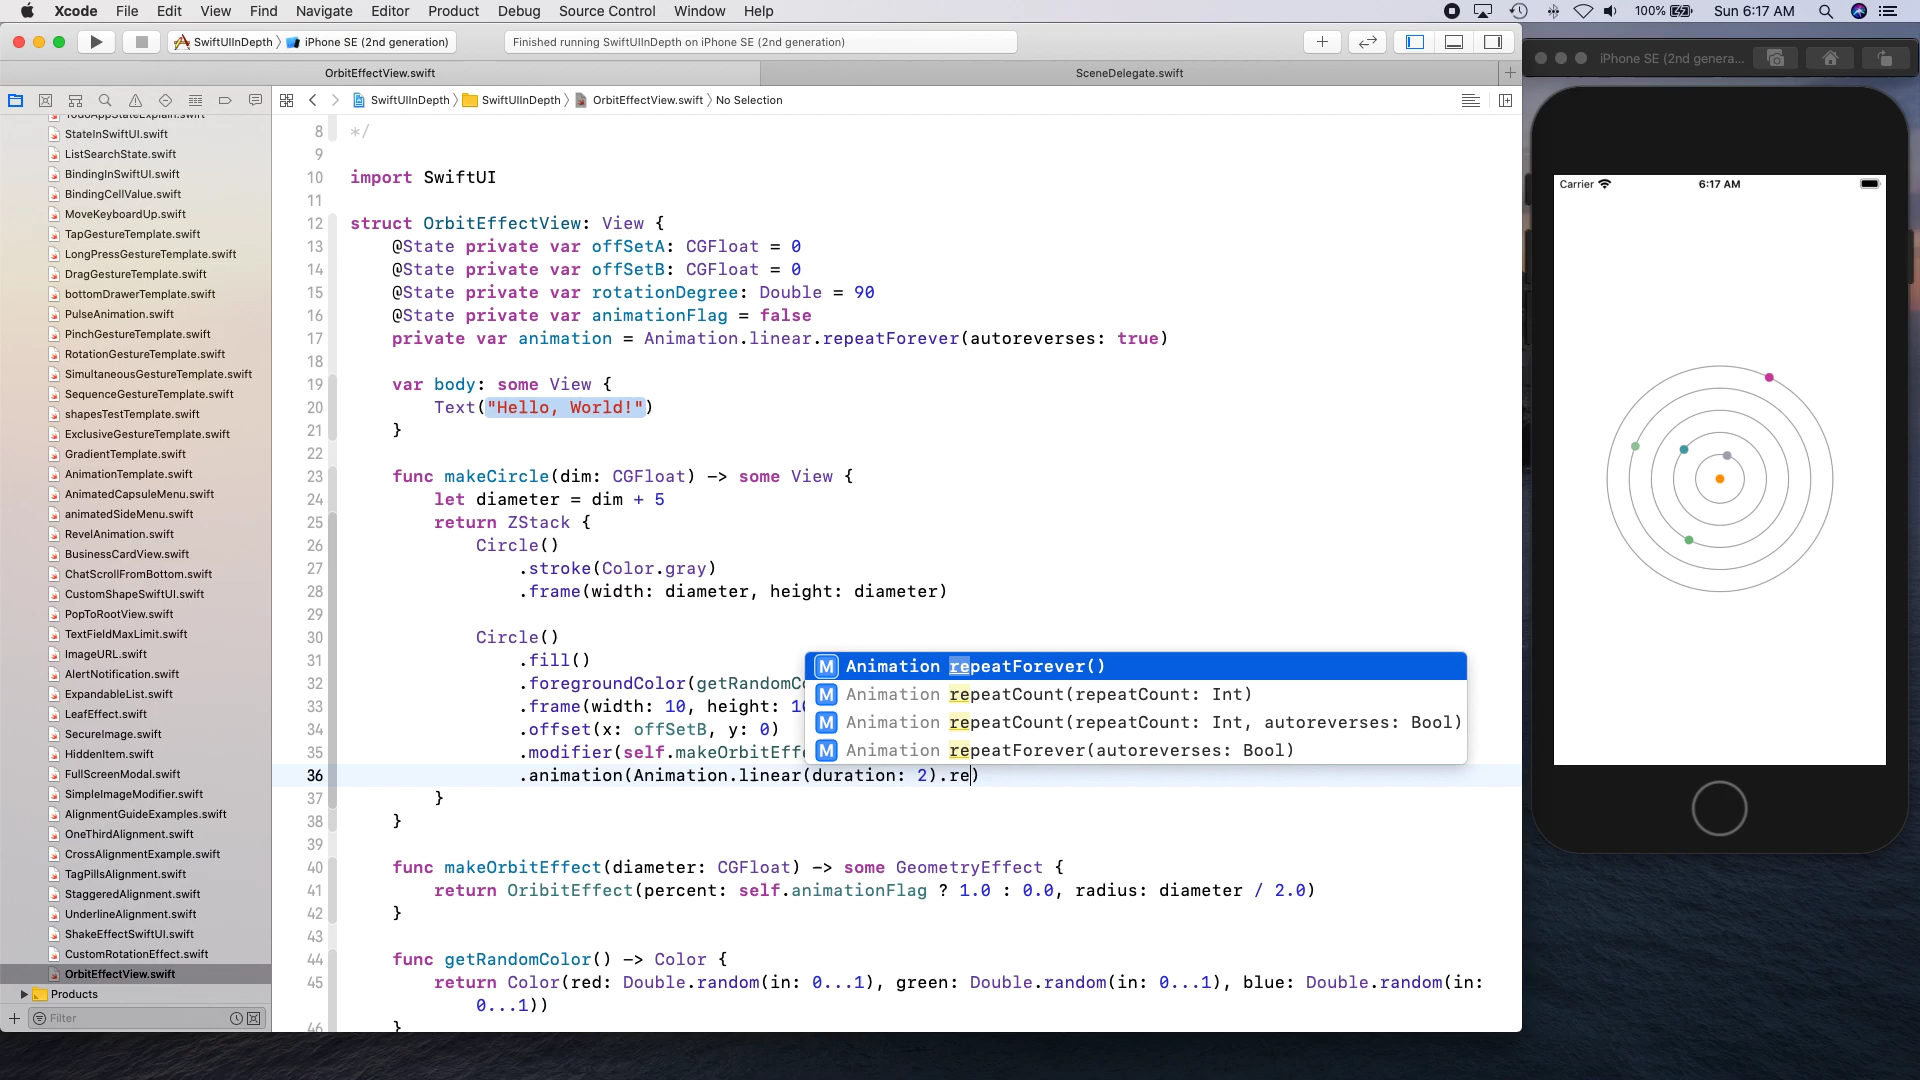 Xcode File Edit View Find Navigate Editor Product Debug Source Control Window Help 100% Sun 6:17 AM
SwiftUIInDepth iPhone SE (2nd generation) Finished running SwiftUIInDepth on iPhone SE (2nd generation)
iPhone SE (2nd genera...
OrbitEffectView.swift SceneDelegate.swift
SwiftUIInDepth SwiftUIInDepth OrbitEffectView.swift No Selection
TodoAppStateExplain.swift
StateInSwiftUI.swift
ListSearchState.swift
BindingInSwiftUI.swift
BindingCellValue.swift
MoveKeyboardUp.swift
TapGestureTemplate.swift
LongPressGestureTemplate.swift
DragGestureTemplate.swift
bottomDrawerTemplate.swift
PulseAnimation.swift
PinchGestureTemplate.swift
RotationGestureTemplate.swift
SimultaneousGestureTemplate.swift
SequenceGestureTemplate.swift
shapesTestTemplate.swift
ExclusiveGestureTemplate.swift
GradientTemplate.swift
AnimationTemplate.swift
AnimatedCapsuleMenu.swift
animatedSideMenu.swift
RevelAnimation.swift
BusinessCardView.swift
ChatScrollFromBottom.swift
CustomShapeSwiftUI.swift
PopToRootView.swift
TextFieldMaxLimit.swift
ImageURL.swift
AlertNotification.swift
ExpandableList.swift
LeafEffect.swift
SecureImage.swift
HiddenItem.swift
FullScreenModal.swift
SimpleImageModifier.swift
AlignmentGuideExamples.swift
OneThirdAlignment.swift
CrossAlignmentExample.swift
TagPillsAlignment.swift
StaggeredAlignment.swift
UnderlineAlignment.swift
ShakeEffectSwiftUI.swift
CustomRotationEffect.swift
OrbitEffectView.swift
Products
Filter
8 */
9
10 import SwiftUI
11
12 struct OrbitEffectView: View {
13 @State private var offSetA: CGFloat = 0
14 @State private var offSetB: CGFloat = 0
15 @State private var rotationDegree: Double = 90
16 @State private var animationFlag = false
17 private var animation = Animation.linear.repeatForever(autoreverses: true)
18
19 var body: some View {
20 Text("Hello, World!")
21 }
22
23 func makeCircle(dim: CGFloat) -> some View {
24 let diameter = dim + 5
25 return ZStack {
26 Circle()
27 .stroke(Color.gray)
28 .frame(width: diameter, height: diameter)
29
30 Circle()
31 .fill()
32 .foregroundColor(getRandomCo
33 .frame(width: 10, height: 10
34 .offset(x: offSetB, y: 0)
35 .modifier(self.makeOrbitEffe
36 .animation(Animation.linear(duration: 2).re)
37 }
38 }
39
40 func makeOrbitEffect(diameter: CGFloat) -> some GeometryEffect {
41 return OribitEffect(percent: self.animationFlag ? 1.0 : 0.0, radius: diameter / 2.0)
42 }
43
44 func getRandomColor() -> Color {
45 return Color(red: Double.random(in: 0...1), green: Double.random(in: 0...1), blue: Double.random(in:
0...1))
46 }
M Animation repeatForever()
M Animation repeatCount(repeatCount: Int)
M Animation repeatCount(repeatCount: Int, autoreverses: Bool)
M Animation repeatForever(autoreverses: Bool)
Carrier 6:17 AM